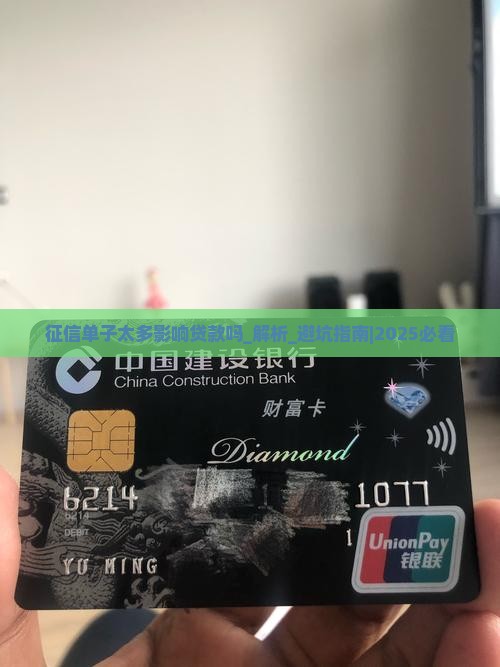 征信单子太多影响贷款吗_解析_避坑指南|2025必看
中国建设银行
China Construction Bank
财富卡
Diamond
6214 1077
6214
DEBIT
1
YU MING
UnionPay
银联